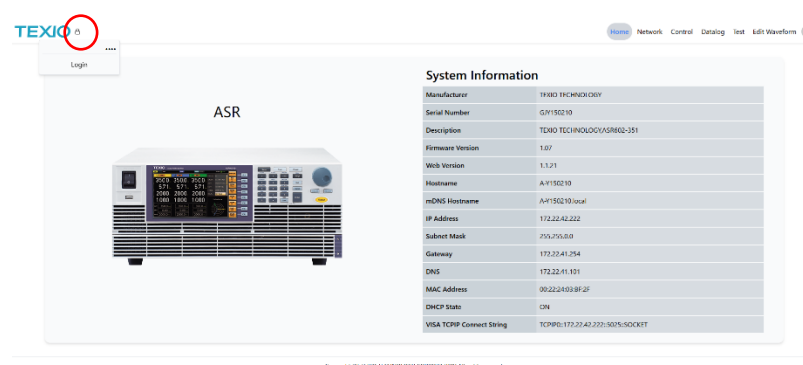 TEXIO
Home Network Control Datalog Test Edit Waveform
••••
Login
ASR
System Information
Manufacturer TEXIO TECHNOLOGY
Serial Number GJY150210
Description TEXIO TECHNOLOGY,ASR602-351
Firmware Version 1.07
Web Version 1.1.21
Hostname A-Y150210
mDNS Hostname A-Y150210.local
IP Address 172.22.42.222
Subnet Mask 255.255.0.0
Gateway 172.22.41.254
DNS 172.22.41.101
MAC Address 00:22:24:03:BF:2F
DHCP State ON
VISA TCPIP Connect String TCPIP0::172.22.42.222::5025::SOCKET